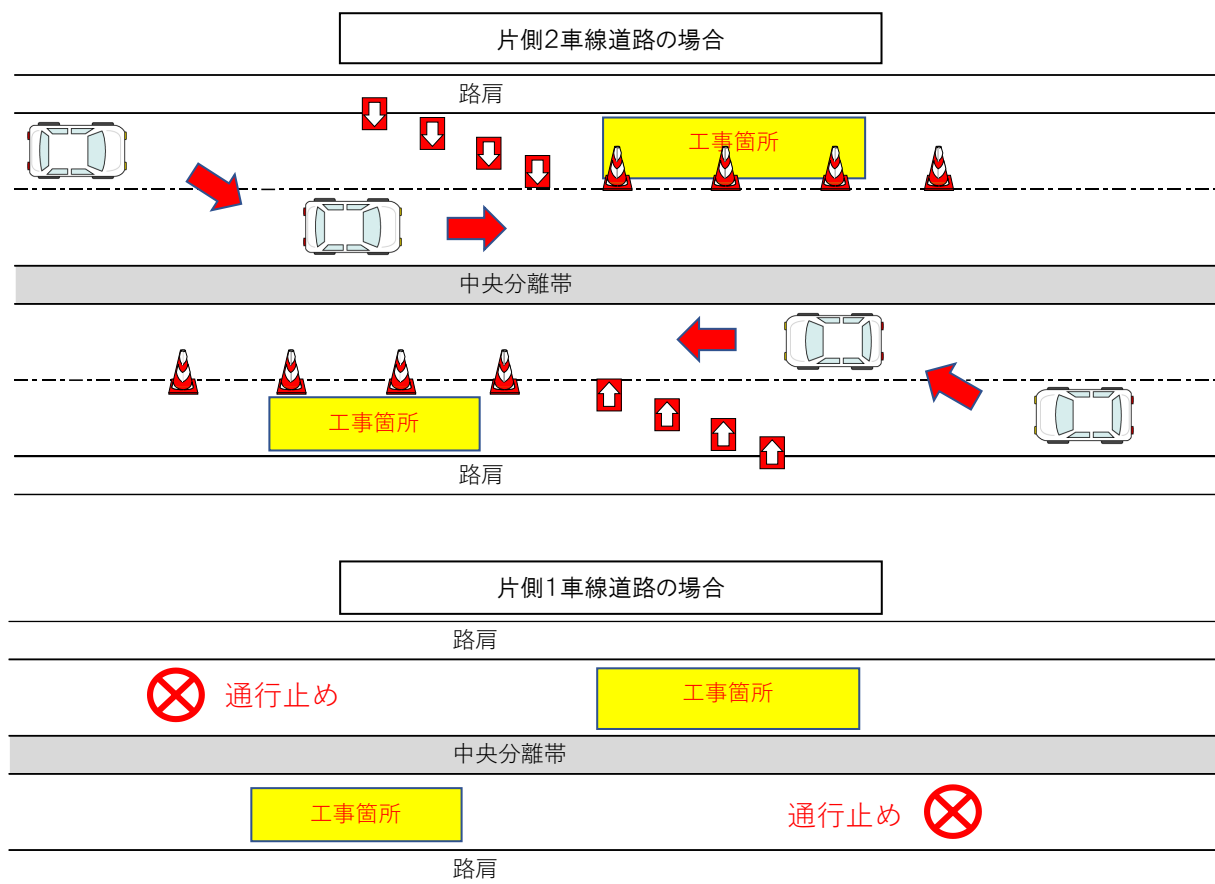 片側2車線道路の場合
路肩
工事箇所
中央分離帯
工事箇所
路肩
片側1車線道路の場合
路肩
通行止め
工事箇所
中央分離帯
工事箇所
通行止め
路肩